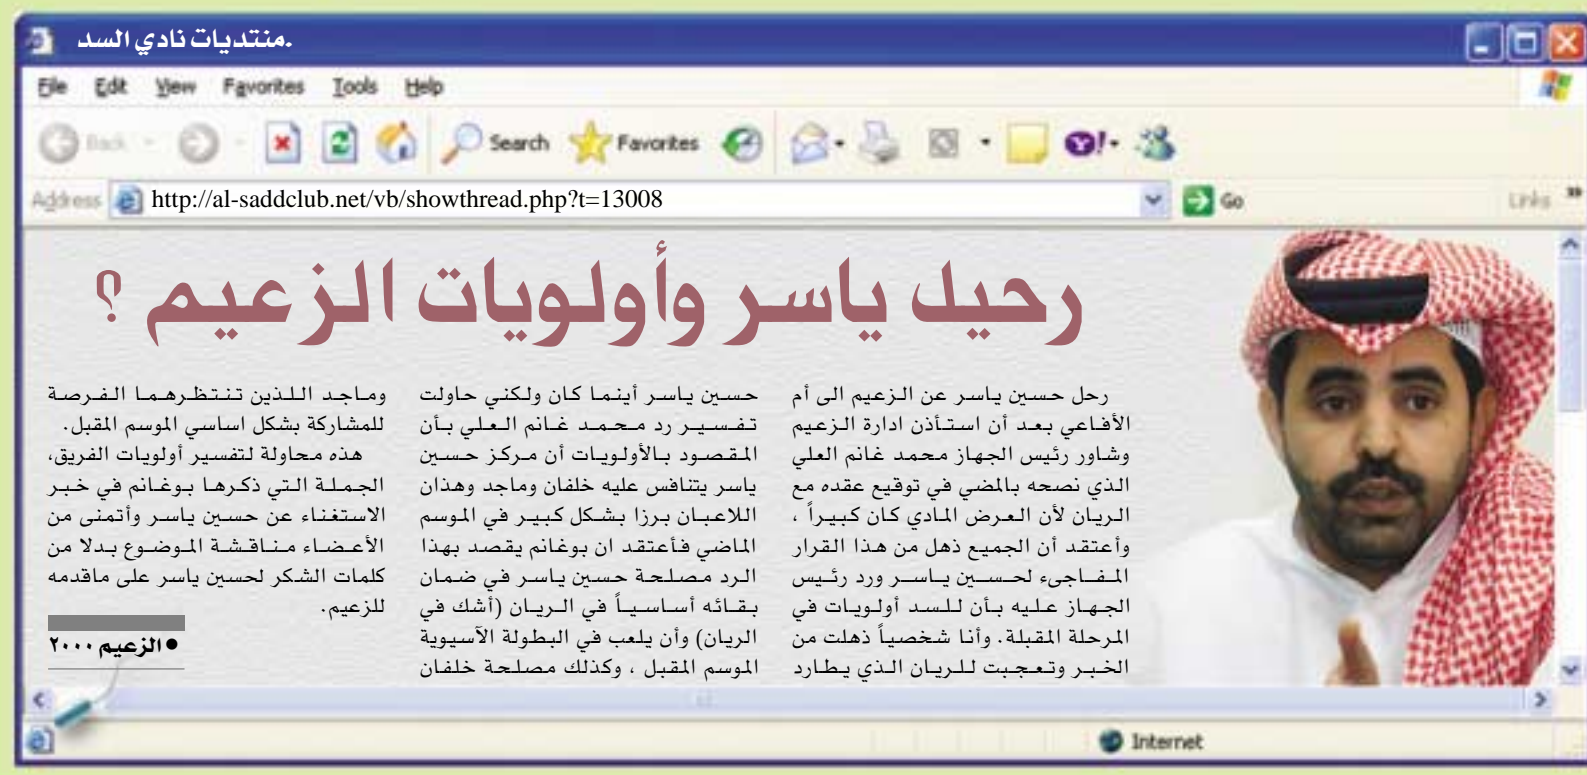 منتديات نادي السد.
File Edit View Favorites Tools Help
Back Search Favorites
Address http://al-saddclub.net/vb/showthread.php?t=13008 Go Links
رحيل ياسر وأولويات الزعيم ؟
رحل حسين ياسر عن الزعيم الى أم
الأفاعي بعد أن استأذن ادارة الزعيم
وشاور رئيس الجهاز محمد غانم العلي
الذي نصحه بالمضي في توقيع عقده مع
الريان لأن العرض المادي كان كبيراً ،
وأعتقد أن الجميع ذهل من هذا القرار
المفاجىء لحسين ياسر ورد رئيس
الجهاز عليه بأن للسد أولويات في
المرحلة المقبلة. وأنا شخصياً ذهلت من
الخبر وتعجبت للريان الذي يطارد
حسين ياسر أينما كان ولكني حاولت
تفسير رد محمد غانم العلي بأن
المقصود بالأولويات أن مركز حسين
ياسر يتنافس عليه خلفان وماجد وهذان
اللاعبان برزا بشكل كبير في الموسم
الماضي فأعتقد ان بوغانم يقصد بهذا
الرد مصلحة حسين ياسر في ضمان
بقائه أساسياً في الريان (أشك في
الريان) وأن يلعب في البطولة الآسيوية
الموسم المقبل ، وكذلك مصلحة خلفان
وماجد اللذين تنتظرهما الفرصة
للمشاركة بشكل اساسي الموسم المقبل.
هذه محاولة لتفسير أولويات الفريق،
الجملة التي ذكرها بوغانم في خبر
الاستغناء عن حسين ياسر وأتمنى من
الأعضاء مناقشة الموضوع بدلا من
كلمات الشكر لحسين ياسر على ماقدمه
للزعيم.
● الزعيم ٢٠٠٠
Internet